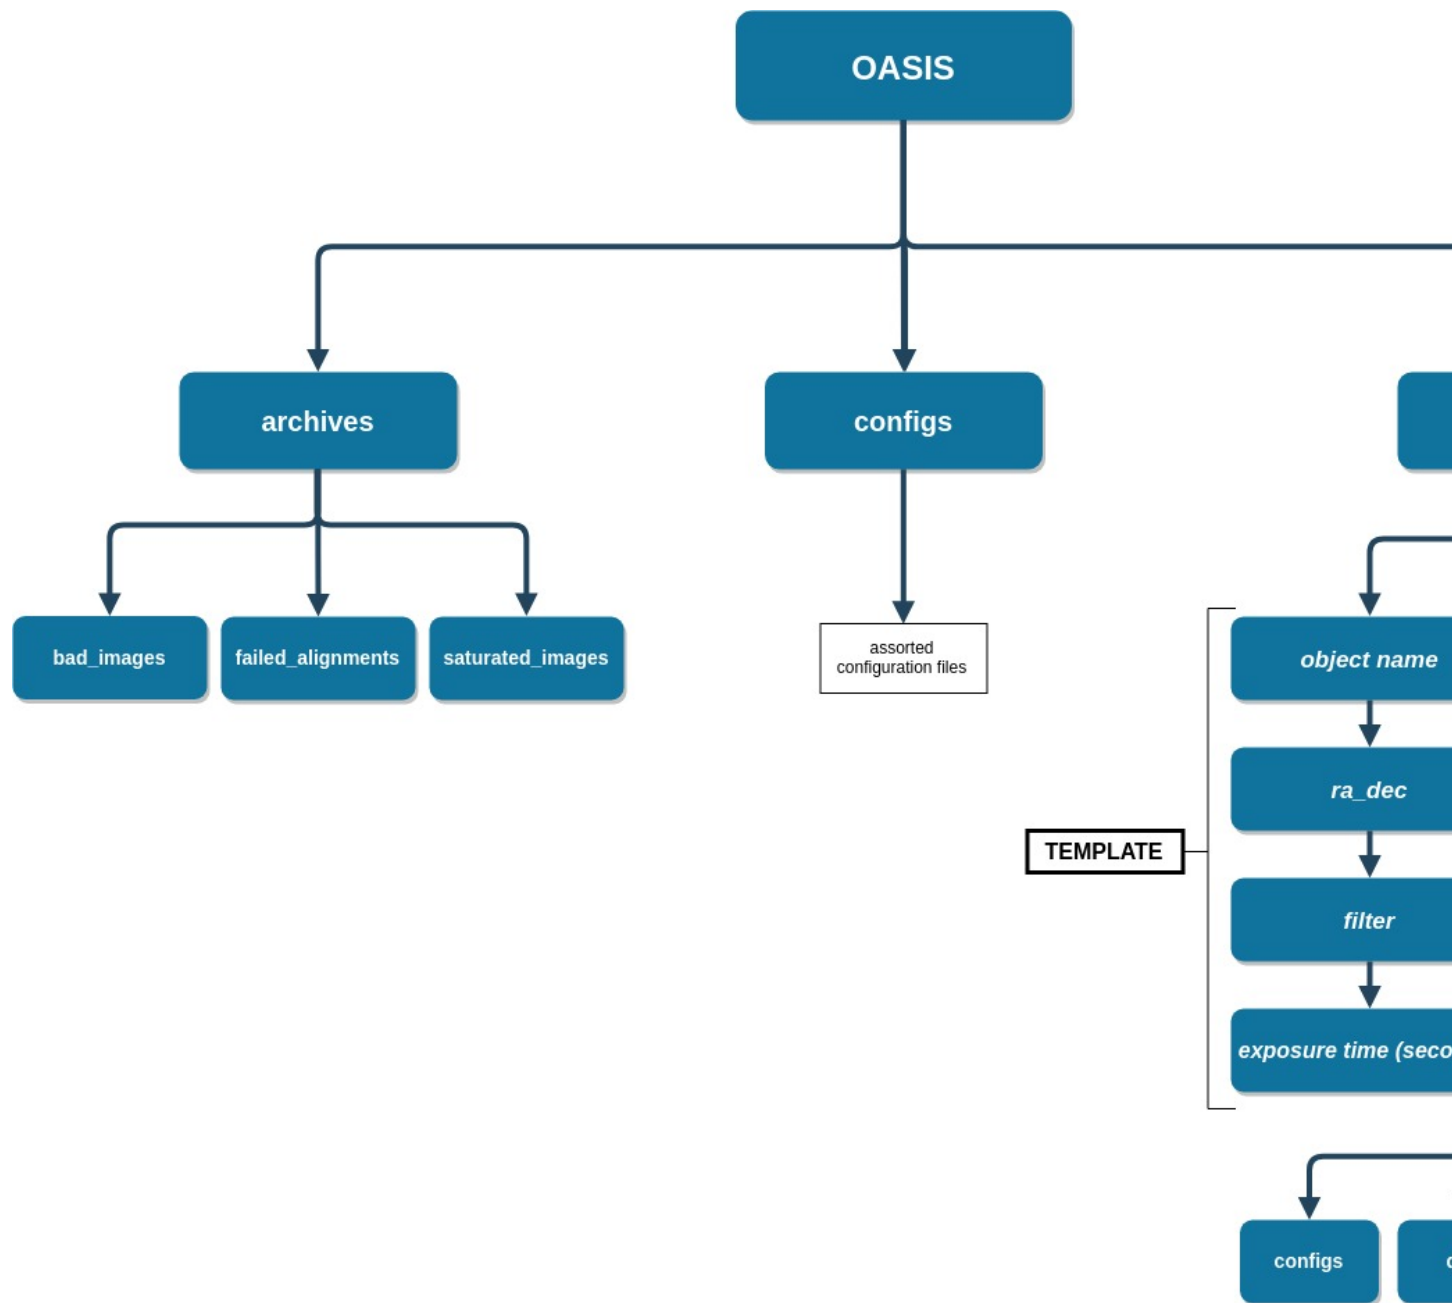 OASIS
archives
configs
bad_images
failed_alignments
saturated_images
assorted
configuration files
object name
ra_dec
TEMPLATE
filter
exposure time
configs